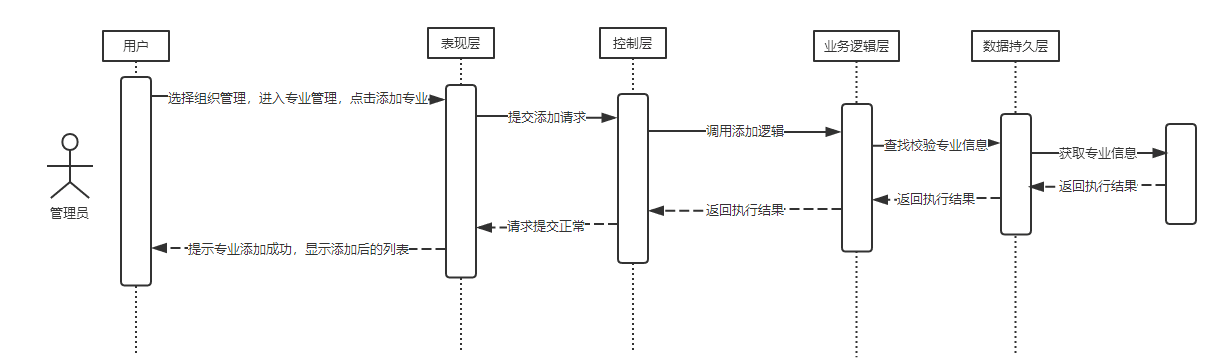 用户
表现层
控制层
业务逻辑层
数据持久层
选择组织管理，进入专业管理，点击添加专业
提交添加请求
调用添加逻辑
查找校验专业信息
获取专业信息
返回执行结果
返回执行结果
返回执行结果
请求提交正常
提示专业添加成功，显示添加后的列表
管理员